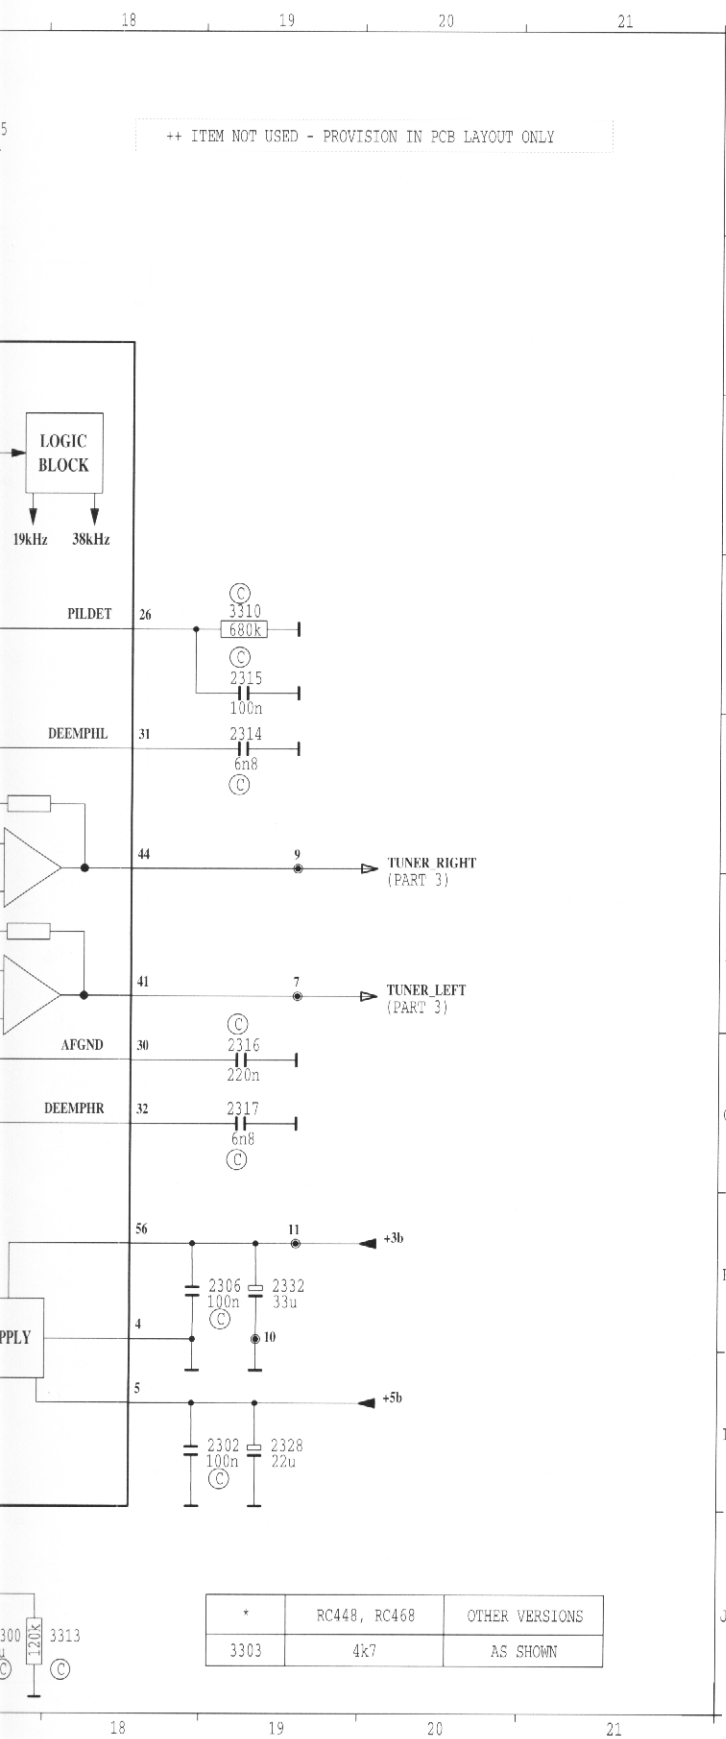 18 19 20 21
5
++ ITEM NOT USED - PROVISION IN PCB LAYOUT ONLY
LOGIC
BLOCK
19kHz 38kHz
C
PILDET 26 3310
680k
C
2315
100n
DEEMPHL 31 2314
6n8
C
44 9 TUNER_RIGHT
(PART 3)
41 7 TUNER_LEFT
(PART 3)
C
AFGND 30 2316
220n
DEEMPHR 32 2317
6n8
C
56 11 +3b
2306 2332
100n 33u
C
PPLY 4 10
5 +5b
2302 2328
100n 22u
C
* RC448, RC468 OTHER VERSIONS
300 120k 3313
3303 4k7 AS SHOWN
u
C C
18 19 20 21